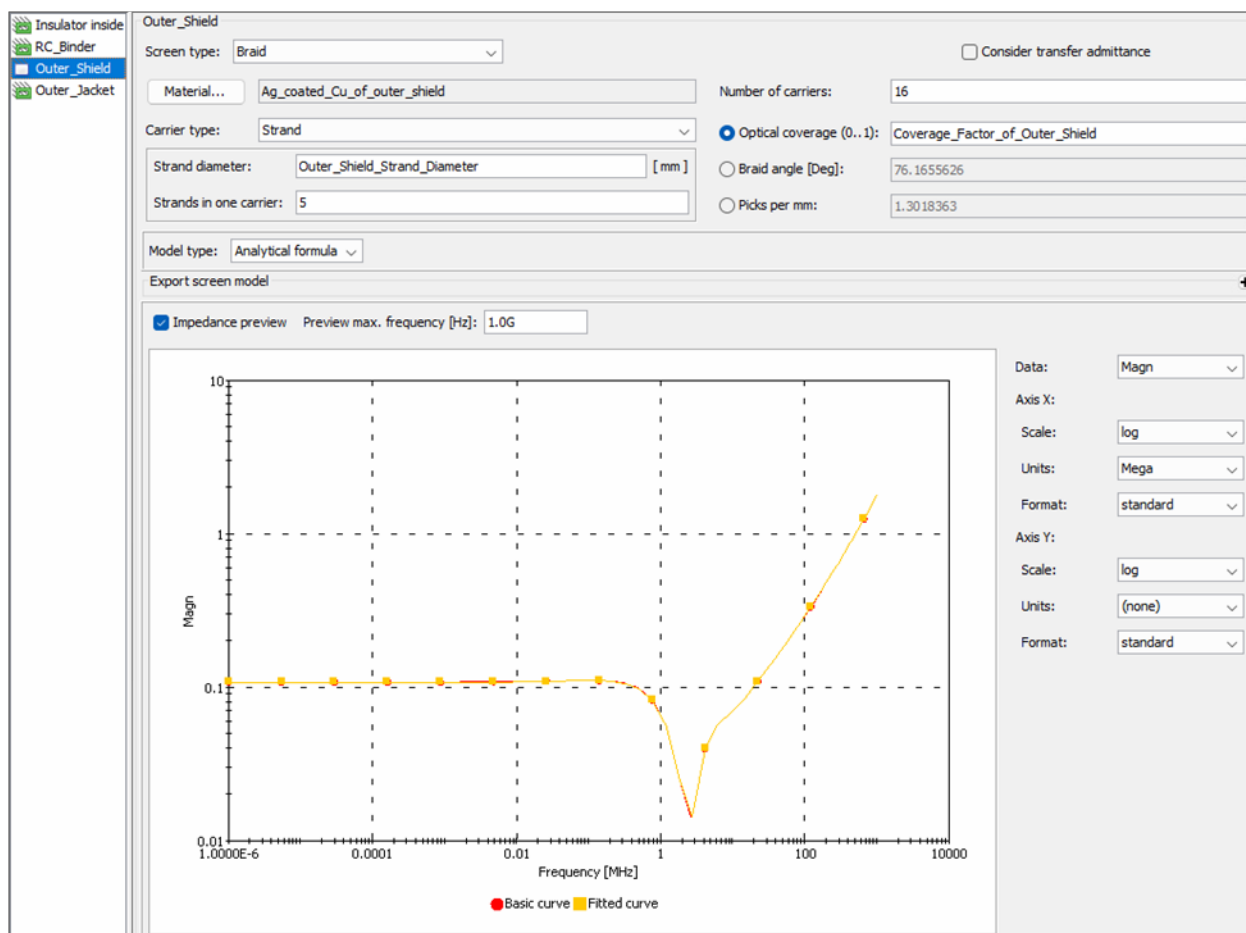 Insulator inside
RC_Binder
Outer_Shield
Outer_Jacket
Outer_Shield
Screen type: Braid
Consider transfer admittance
Material... Ag_coated_Cu_of_outer_shield
Number of carriers: 16
Carrier type: Strand
Optical coverage (0..1): Coverage_Factor_of_Outer_Shield
Strand diameter: Outer_Shield_Strand_Diameter [mm]
Braid angle [Deg]: 76.1655626
Strands in one carrier: 5
Picks per mm: 1.3018363
Model type: Analytical formula
Export screen model
Impedance preview Preview max. frequency [Hz]: 1.0G
Data: Magn
Axis X:
Scale: log
Units: Mega
Format: standard
Axis Y:
Scale: log
Units: (none)
Format: standard
10
1
0.1
0.01
Magn
1.0000E-6 0.0001 0.01 1 100 10000
Frequency [MHz]
Basic curve Fitted curve